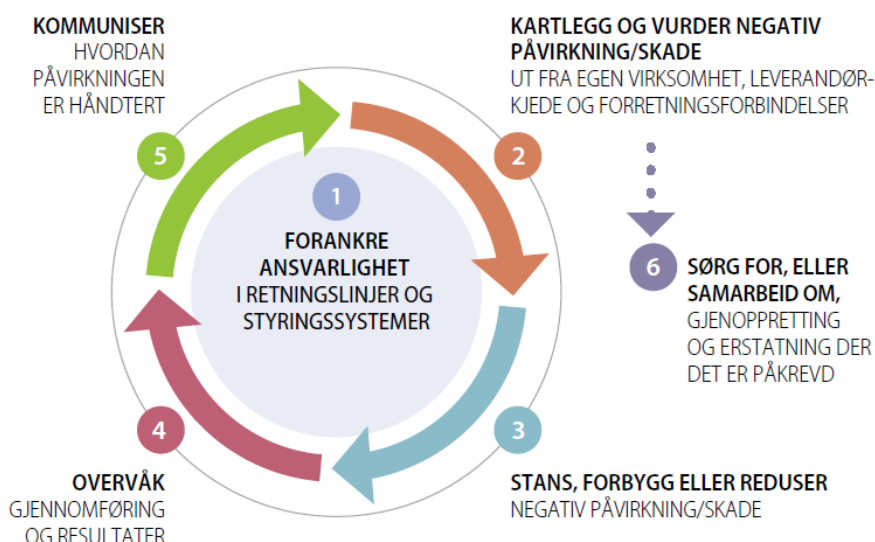 1
FORANKRE
ANSVARLIGHET
I RETNINGSLINJER OG
STYRINGSSYSTEMER
2
KARTLEGG OG VURDER NEGATIV
PÅVIRKNING/SKADE
UT FRA EGEN VIRKSOMHET, LEVERANDØR-
KJEDE OG FORRETNINGSFORBINDELSER
3
STANS, FORBYGG ELLER REDUSER
NEGATIV PÅVIRKNING/SKADE
4
OVERVÅK
GJENNOMFØRING
OG RESULTATER
5
KOMMUNISER
HVORDAN
PÅVIRKNINGEN
ER HÅNDTERT
6
SØRG FOR, ELLER
SAMARBEID OM,
GJENOPPRETTING
OG ERSTATNING DER
DET ER PÅKREVD